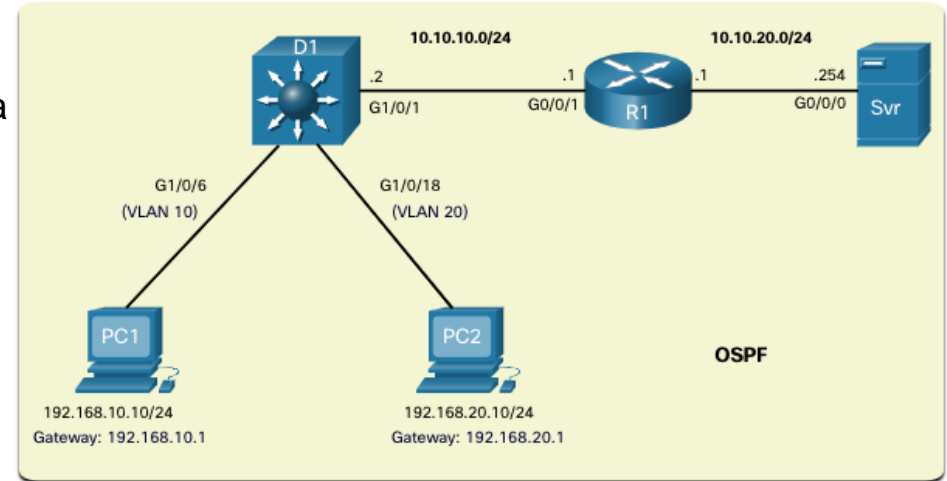 a
D1
10.10.10.0/24
10.10.20.0/24
.2
.1
.1
.254
G1/0/1
G0/0/1
R1
G0/0/0
Svr
G1/0/6
(VLAN 10)
G1/0/18
(VLAN 20)
PC1
PC2
OSPF
192.168.10.10/24
Gateway: 192.168.10.1
192.168.20.10/24
Gateway: 192.168.20.1